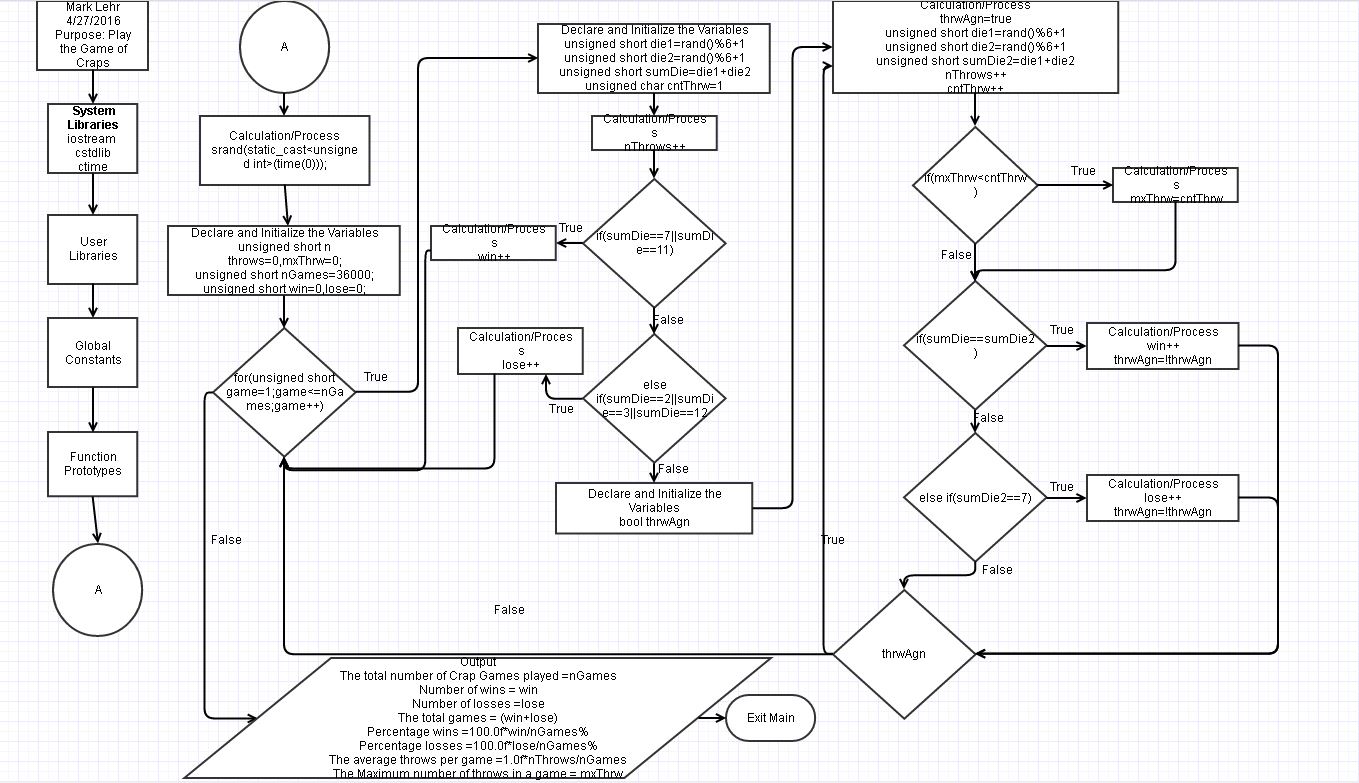 Mark Lehr
4/27/2016
Purpose: Play
the Game of
Craps
System
Libraries
iostream
cstdlib
ctime
User
Libraries
Global
Constants
Function
Prototypes
A
A
Calculation/Process
srand(static_cast<unsigne
d int>(time(0)));
Declare and Initialize the Variables
unsigned short n
throws=0,mxThrw=0;
unsigned short nGames=36000;
unsigned short win=0,lose=0;
for(unsigned short
game=1;game<=nGa
mes;game++)
True
False
Declare and Initialize the Variables
unsigned short die1=rand()%6+1
unsigned short die2=rand()%6+1
unsigned short sumDie=die1+die2
unsigned char cntThrw=1
Calculation/Proces
s
nThrows++
if(sumDie==7||sumDi
e==11)
True
Calculation/Proces
s
win++
False
else
if(sumDie==2||sumDi
e==3||sumDie==12
True
Calculation/Proces
s
lose++
False
Declare and Initialize the
Variables
bool thrwAgn
Calculation/Process
thrwAgn=true
unsigned short die1=rand()%6+1
unsigned short die2=rand()%6+1
unsigned short sumDie2=die1+die2
nThrows++
cntThrw++
if(mxThrw<cntThrw
)
True
Calculation/Proces
s
mxThrw=cntThrw
False
if(sumDie==sumDie2
)
True
Calculation/Process
win++
thrwAgn=!thrwAgn
False
else if(sumDie2==7)
True
Calculation/Process
lose++
thrwAgn=!thrwAgn
False
thrwAgn
True
False
Output
The total number of Crap Games played =nGames
Number of wins = win
Number of losses =lose
The total games = (win+lose)
Percentage wins =100.0f*win/nGames%
Percentage losses =100.0f*lose/nGames%
The average throws per game =1.0f*nThrows/nGames
The Maximum number of throws in a game = mxThrw
Exit Main